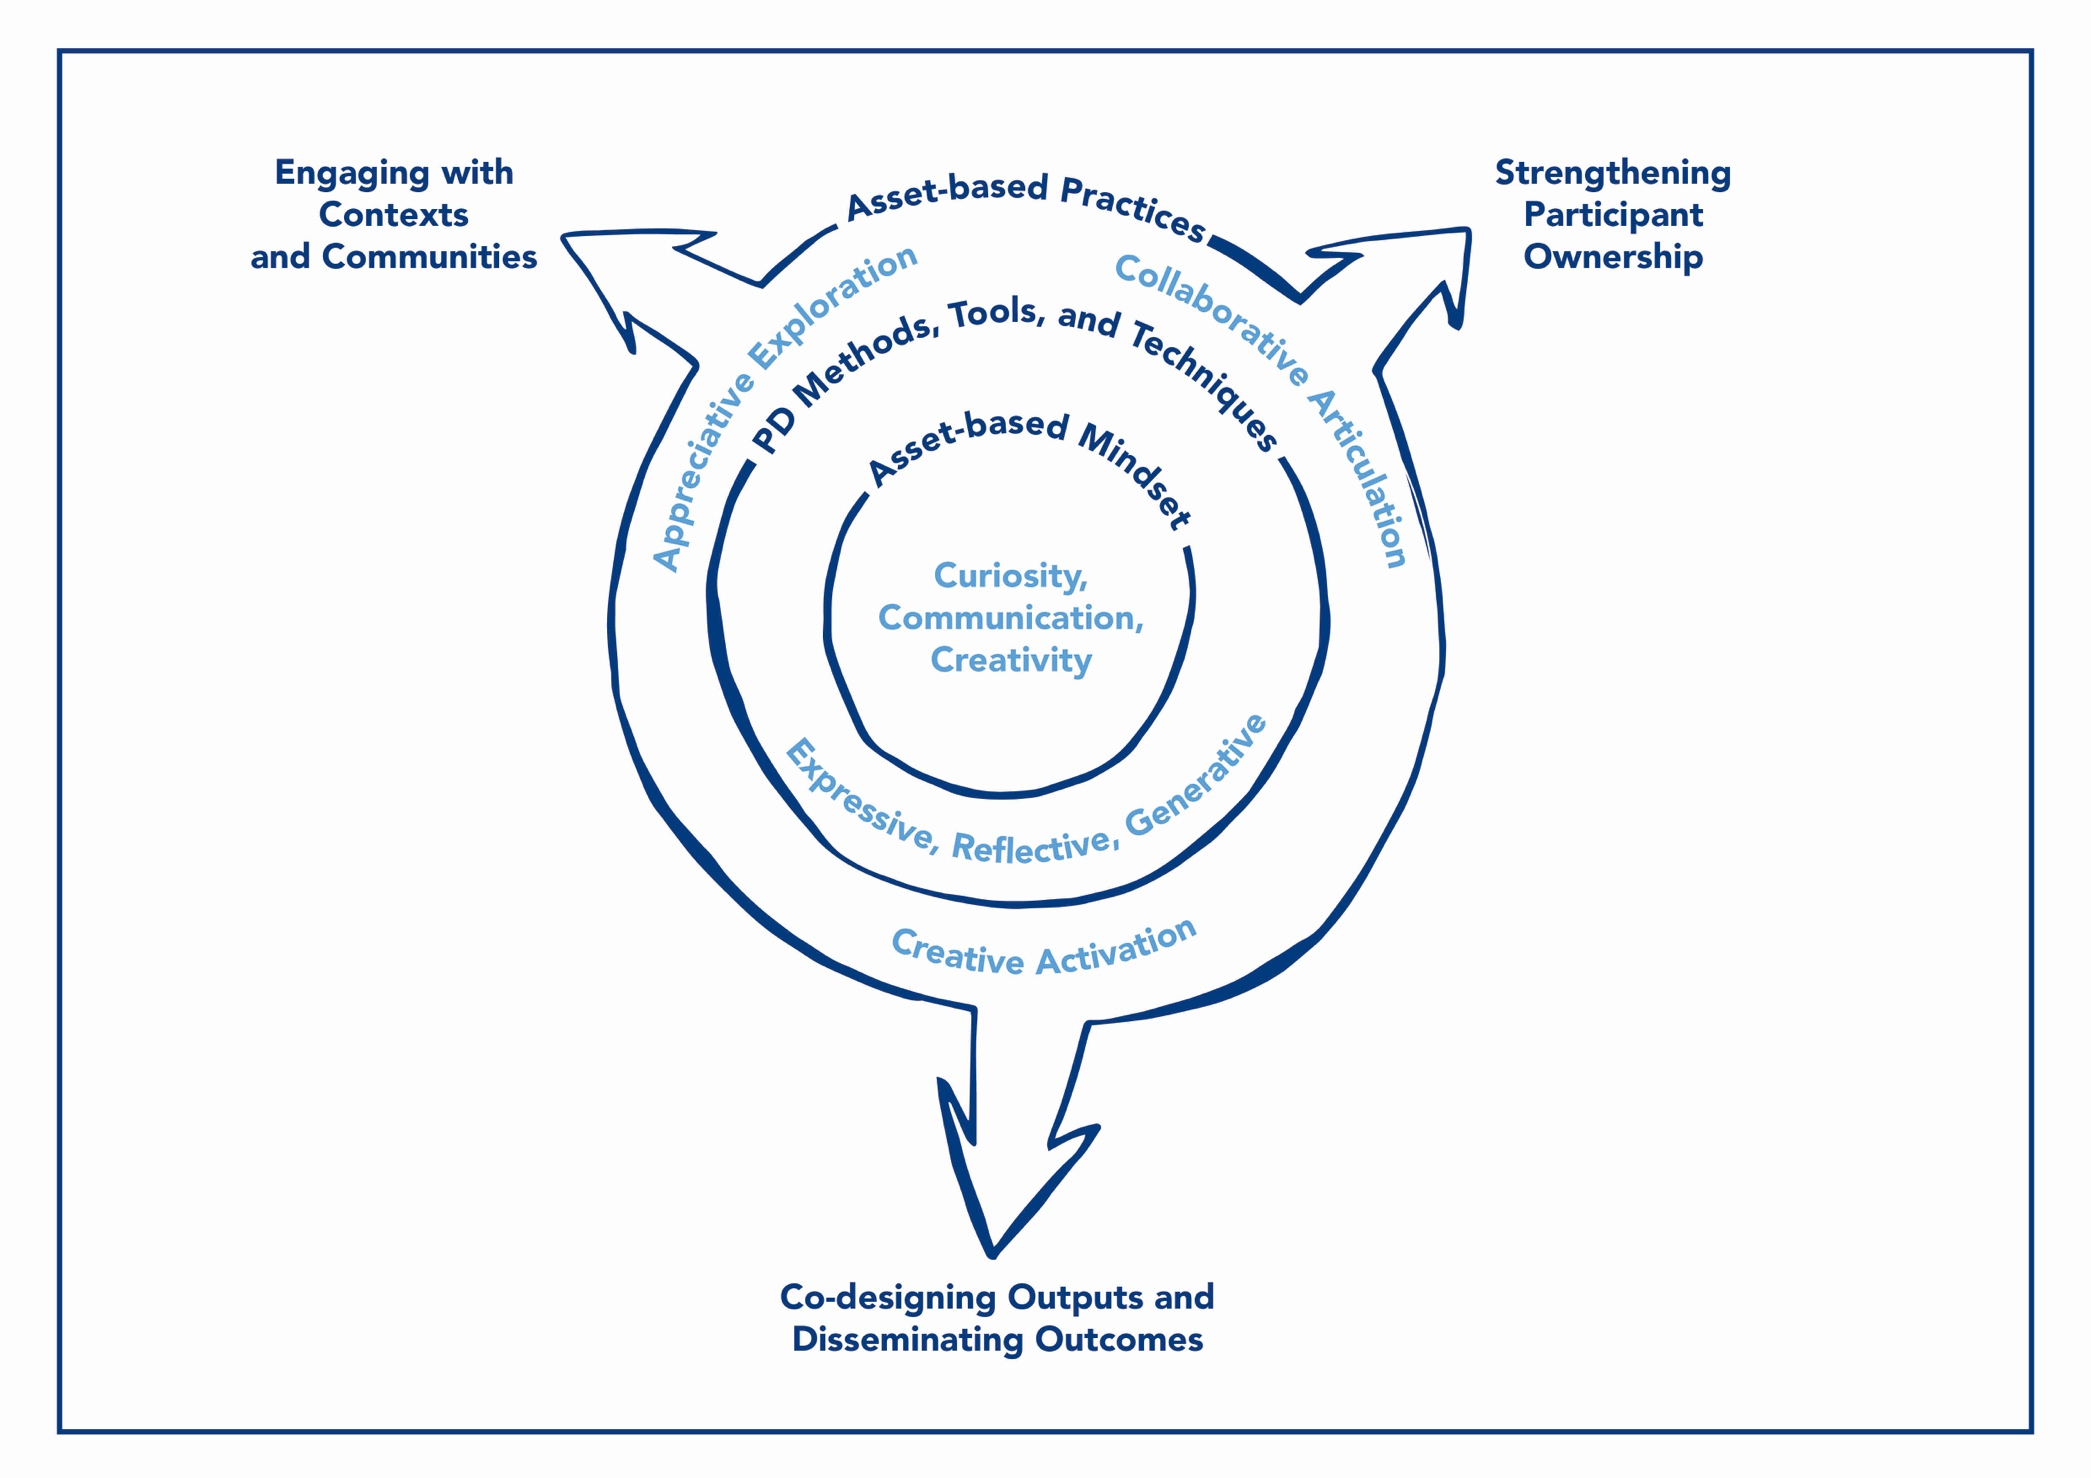 Engaging with
Contexts
and Communities
Strengthening
Participant
Ownership
Asset-based Practices
Appreciative Exploration
Collaborative Articulation
PD Methods, Tools, and Techniques
Asset-based Mindset
Curiosity,
Communication,
Creativity
Expressive, Reflective, Generative
Creative Activation
Co-designing Outputs and
Disseminating Outcomes